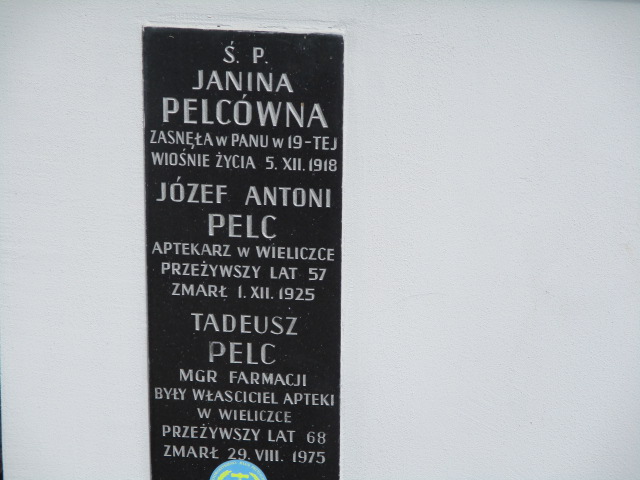 Ś. P.
JANINA
PELCÓWNA
ZASNĘŁA w PANU w 19-TEJ
WIOŚNIE ŻYCIA 5. XII. 1918
JÓZEF ANTONI
PELC
APTEKARZ w WIELICZCE
PRZEŻYWSZY LAT 57
ZMARŁ 1. XII. 1925
TADEUSZ
PELC
MGR FARMACJI
BYŁY WŁASCICIEL APTEKI
W WIELICZCE
PRZEŻYWSZY LAT 68
ZMARŁ 29. VIII. 1975